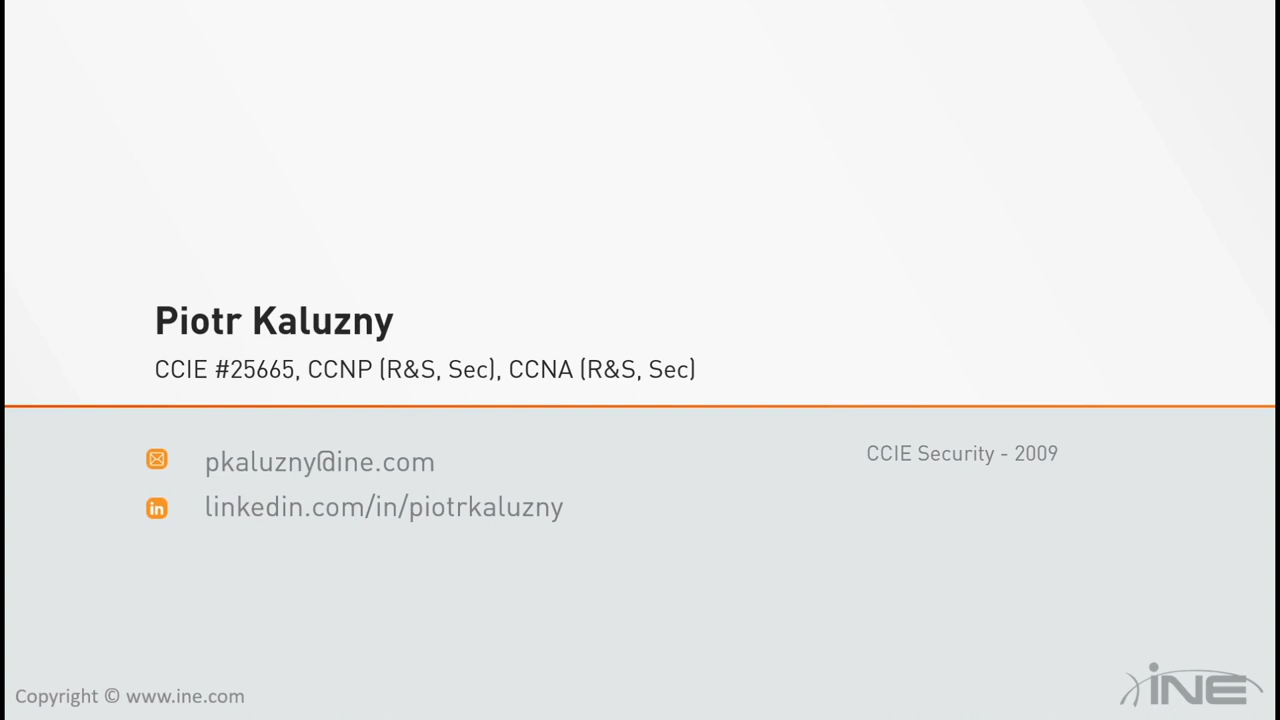 Piotr Kaluzny
CCIE #25665, CCNP (R&S, Sec), CCNA (R&S, Sec)
pkaluzny@ine.com
CCIE Security - 2009
in linkedin.com/in/piotrkaluzny
Copyright © www.ine.com
iNE